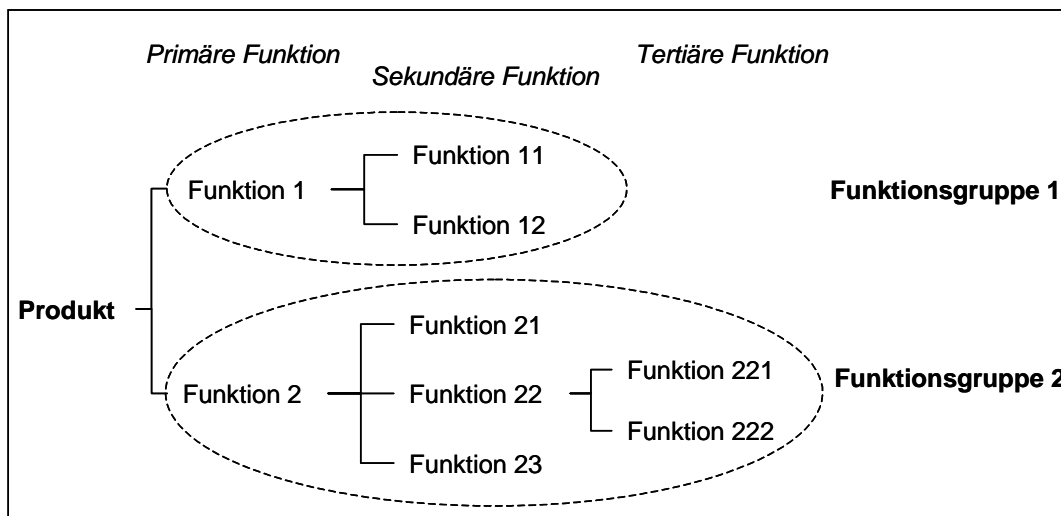 Primäre Funktion
Sekundäre Funktion
Tertiäre Funktion
Funktion 11
Funktion 1
Funktionsgruppe 1
Funktion 12
Produkt
Funktion 21
Funktion 221
Funktion 2
Funktion 22
Funktionsgruppe 2
Funktion 222
Funktion 23